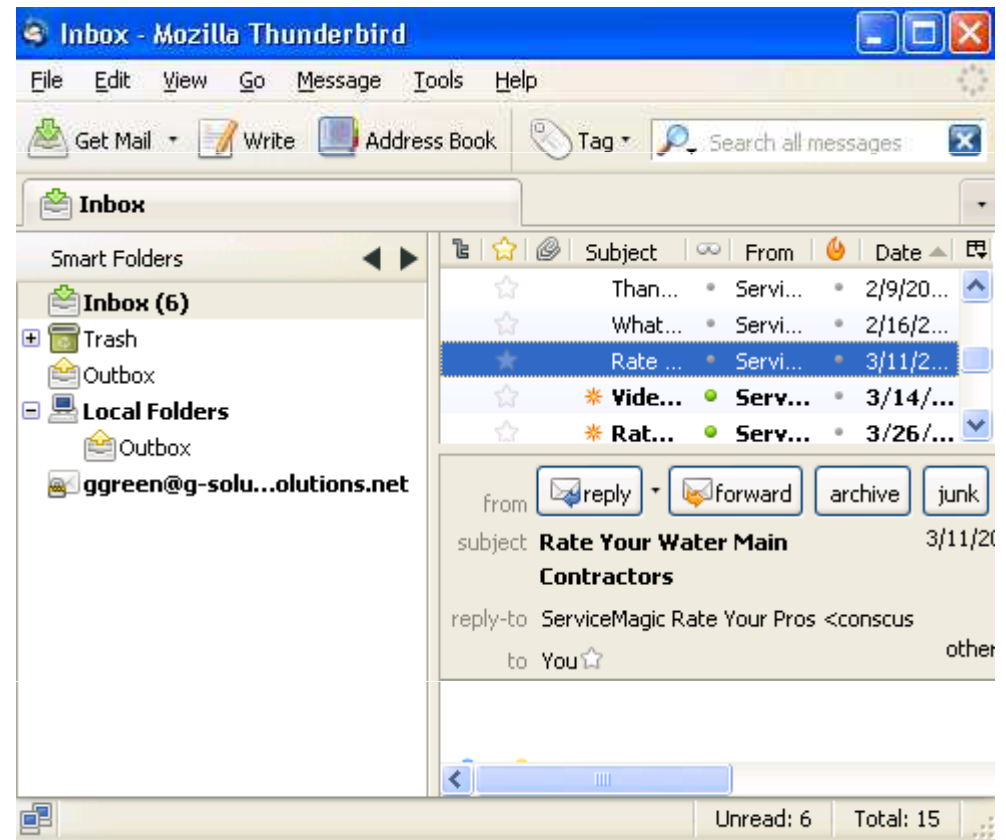 Inbox - Mozilla Thunderbird
File Edit View Go Message Tools Help
Get Mail Write Address Book Tag Search all messages
Inbox
Smart Folders
Inbox (6)
Trash
Outbox
Local Folders
Outbox
ggreen@g-solu...olutions.net
Subject From Date
Than... Servi... 2/9/20...
What... Servi... 2/16/2...
Rate ... Servi... 3/11/2...
Vide... Serv... 3/14/...
Rat... Serv... 3/26/...
from reply forward archive junk
subject Rate Your Water Main 3/11/20
Contractors
reply-to ServiceMagic Rate Your Pros <conscus
other
to You
Unread: 6 Total: 15